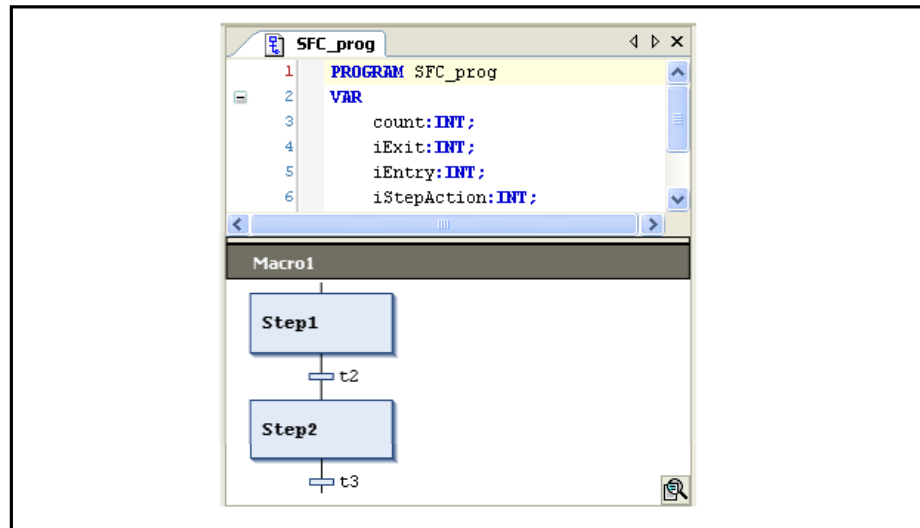 SFC_prog
1 PROGRAM SFC_prog
2 VAR
3 count:INT;
4 iExit:INT;
5 iEntry:INT;
6 iStepAction:INT;
Macro1
Step1
t2
Step2
t3